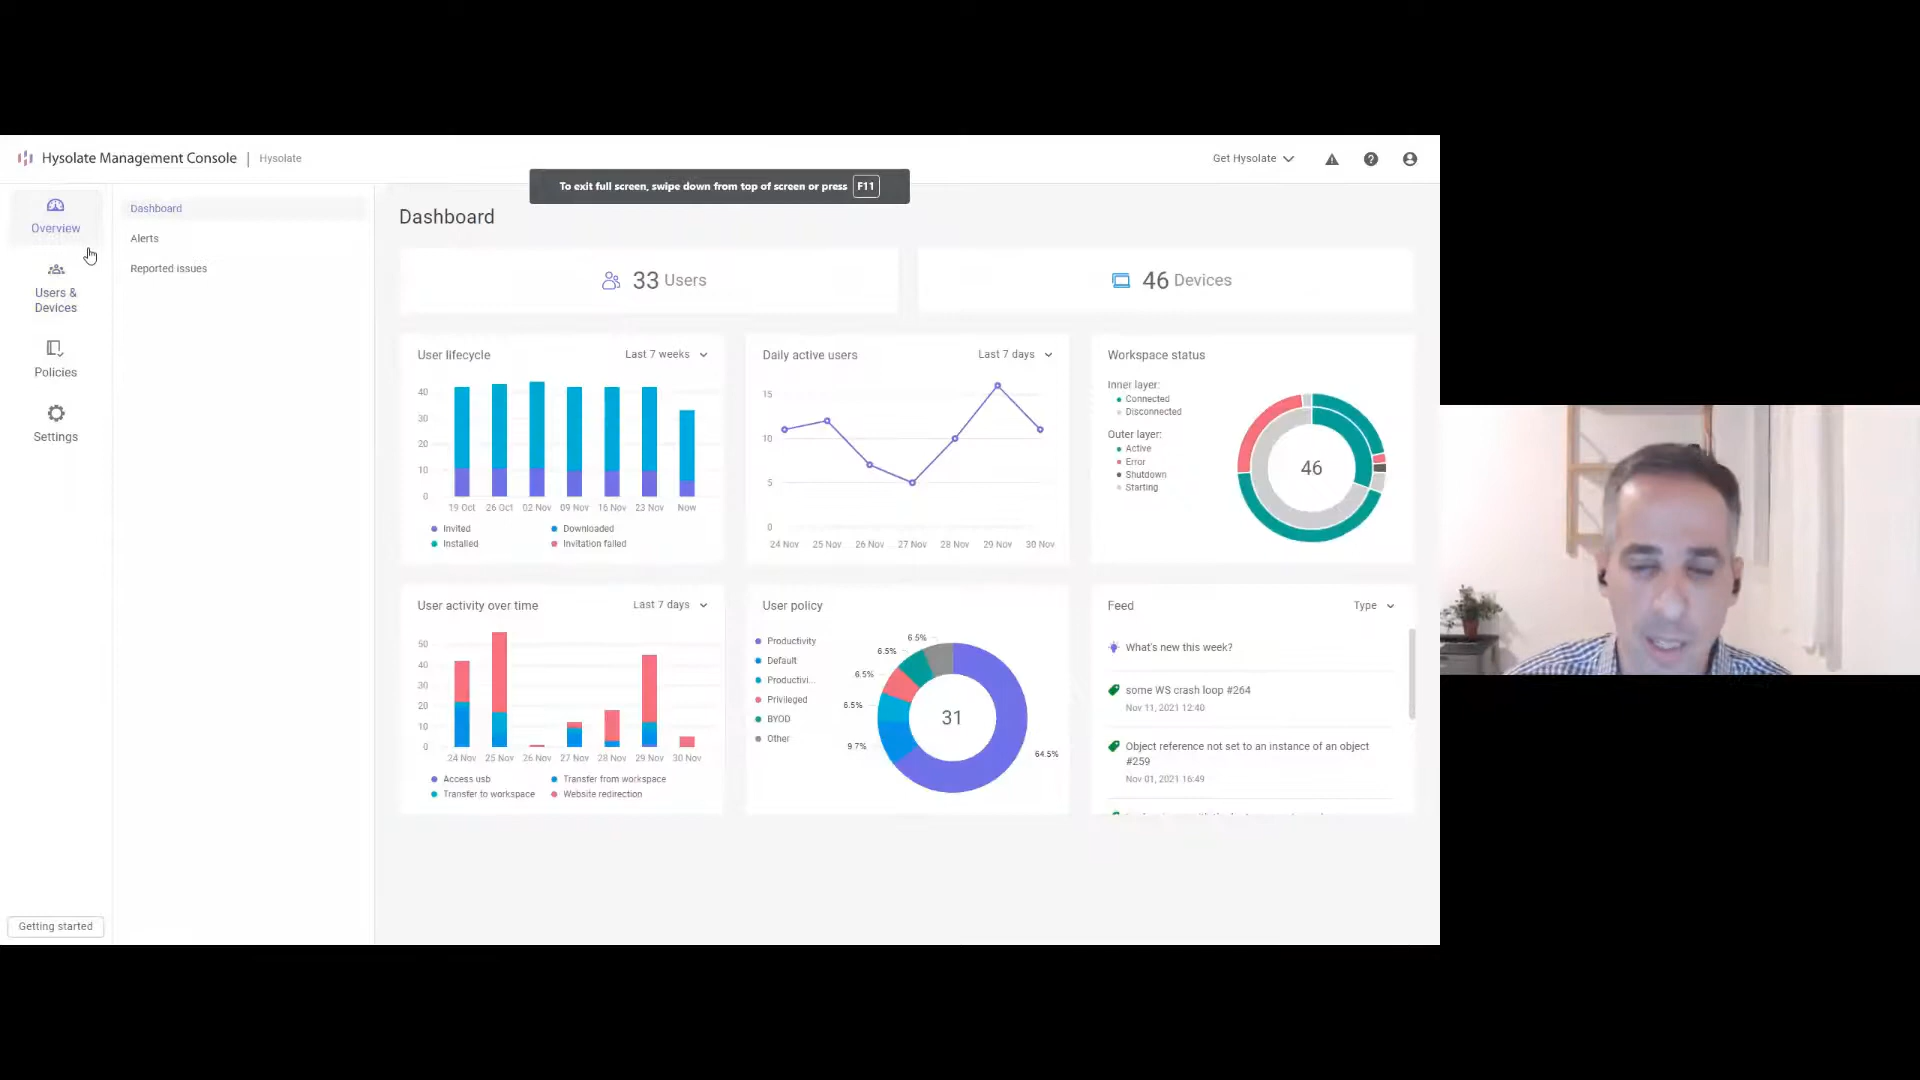 Hysolate Management Console | Hysolate
Get Hysolate
To exit full screen, swipe down from top of screen or press F11
Overview
Users &
Devices
Policies
Settings
Getting started
Dashboard
Alerts
Reported issues
Dashboard
33 Users
46 Devices
User lifecycle
Last 7 weeks
40
30
20
10
0
19 Oct 26 Oct 02 Nov 09 Nov 16 Nov 23 Nov Now
Invited Downloaded
Installed Invitation failed
Daily active users
Last 7 days
15
10
5
0
24 Nov 25 Nov 26 Nov 27 Nov 28 Nov 29 Nov 30 Nov
Workspace status
Inner layer:
Connected
Disconnected
Outer layer:
Active
Error
Shutdown
Starting
46
User activity over time
Last 7 days
50
40
30
20
10
0
24 Nov 25 Nov 26 Nov 27 Nov 28 Nov 29 Nov 30 Nov
Access usb Transfer from workspace
Transfer to workspace Website redirection
User policy
Productivity
Default
Productivi...
Privileged
BYOD
Other
6.5%
6.5%
6.5%
6.5%
9.7%
64.5%
31
Feed
Type
What's new this week?
some WS crash loop #264
Nov 11, 2021 12:40
Object reference not set to an instance of an object
#259
Nov 01, 2021 16:49